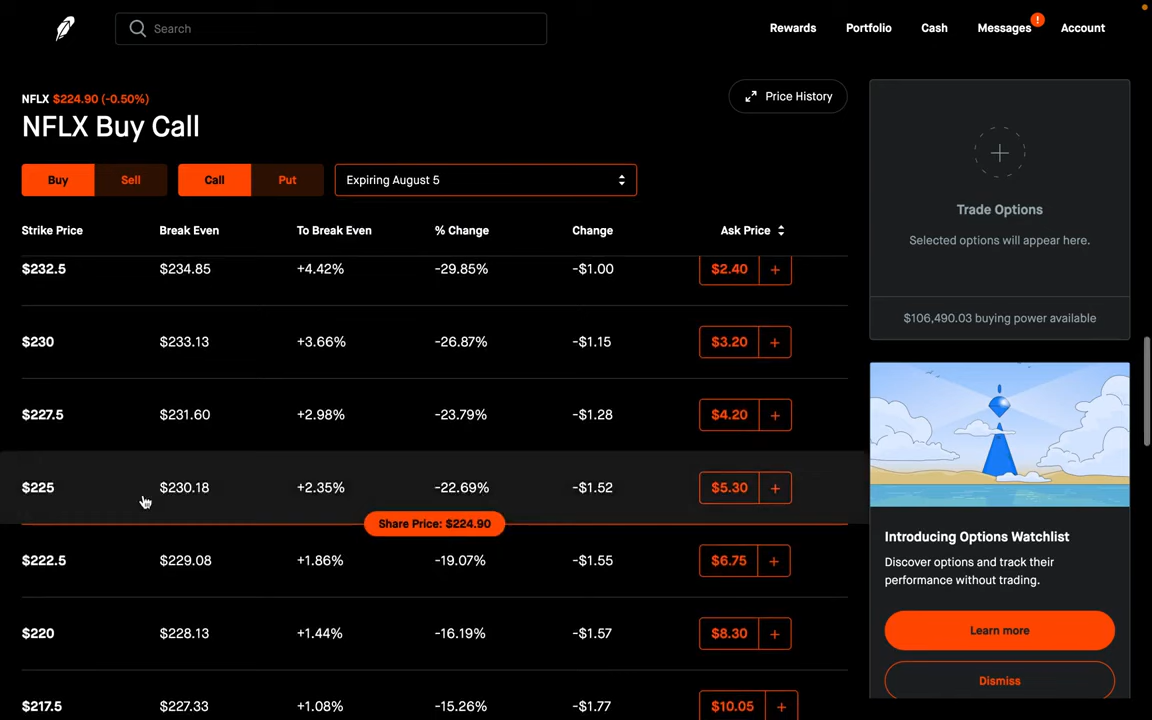 Search
Rewards
Portfolio
Cash
Messages
!
Account
NFLX $224.90 (-0.50%)
NFLX Buy Call
Price History
Buy
Sell
Call
Put
Expiring August 5
Strike Price Break Even To Break Even % Change Change Ask Price
$232.5 $234.85 +4.42% -29.85% -$1.00 $2.40 +
$230 $233.13 +3.66% -26.87% -$1.15 $3.20 +
$227.5 $231.60 +2.98% -23.79% -$1.28 $4.20 +
$225 $230.18 +2.35% -22.69% -$1.52 $5.30 +
Share Price: $224.90
$222.5 $229.08 +1.86% -19.07% -$1.55 $6.75 +
$220 $228.13 +1.44% -16.19% -$1.57 $8.30 +
$217.5 $227.33 +1.08% -15.26% -$1.77 $10.05 +
Trade Options
Selected options will appear here.
$106,490.03 buying power available
Introducing Options Watchlist
Discover options and track their
performance without trading.
Learn more
Dismiss